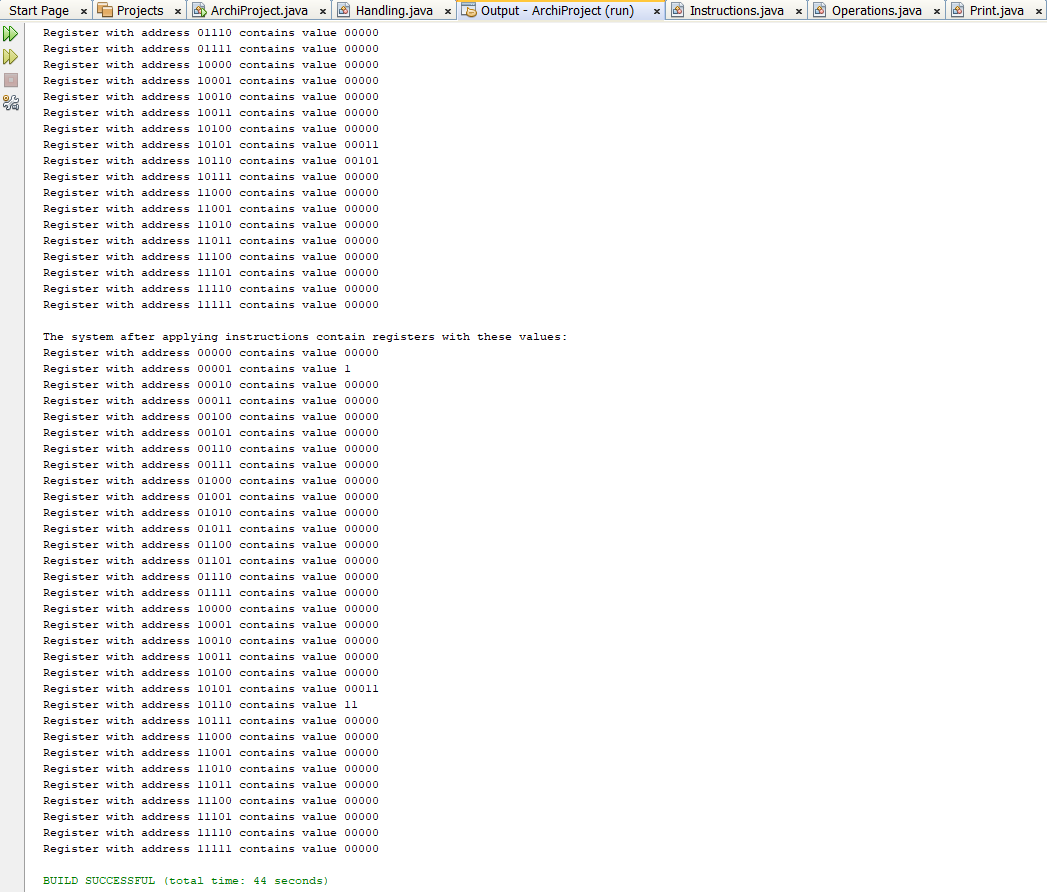 Start Page Projects ArchiProject.java Handling.java Output - ArchiProject (run) Instructions.java Operations.java Print.java
Register with address 01110 contains value 00000
Register with address 01111 contains value 00000
Register with address 10000 contains value 00000
Register with address 10001 contains value 00000
Register with address 10010 contains value 00000
Register with address 10011 contains value 00000
Register with address 10100 contains value 00000
Register with address 10101 contains value 00011
Register with address 10110 contains value 00101
Register with address 10111 contains value 00000
Register with address 11000 contains value 00000
Register with address 11001 contains value 00000
Register with address 11010 contains value 00000
Register with address 11011 contains value 00000
Register with address 11100 contains value 00000
Register with address 11101 contains value 00000
Register with address 11110 contains value 00000
Register with address 11111 contains value 00000
The system after applying instructions contain registers with these values:
Register with address 00000 contains value 00000
Register with address 00001 contains value 1
Register with address 00010 contains value 00000
Register with address 00011 contains value 00000
Register with address 00100 contains value 00000
Register with address 00101 contains value 00000
Register with address 00110 contains value 00000
Register with address 00111 contains value 00000
Register with address 01000 contains value 00000
Register with address 01001 contains value 00000
Register with address 01010 contains value 00000
Register with address 01011 contains value 00000
Register with address 01100 contains value 00000
Register with address 01101 contains value 00000
Register with address 01110 contains value 00000
Register with address 01111 contains value 00000
Register with address 10000 contains value 00000
Register with address 10001 contains value 00000
Register with address 10010 contains value 00000
Register with address 10011 contains value 00000
Register with address 10100 contains value 00000
Register with address 10101 contains value 00011
Register with address 10110 contains value 11
Register with address 10111 contains value 00000
Register with address 11000 contains value 00000
Register with address 11001 contains value 00000
Register with address 11010 contains value 00000
Register with address 11011 contains value 00000
Register with address 11100 contains value 00000
Register with address 11101 contains value 00000
Register with address 11110 contains value 00000
Register with address 11111 contains value 00000
BUILD SUCCESSFUL (total time: 44 seconds)